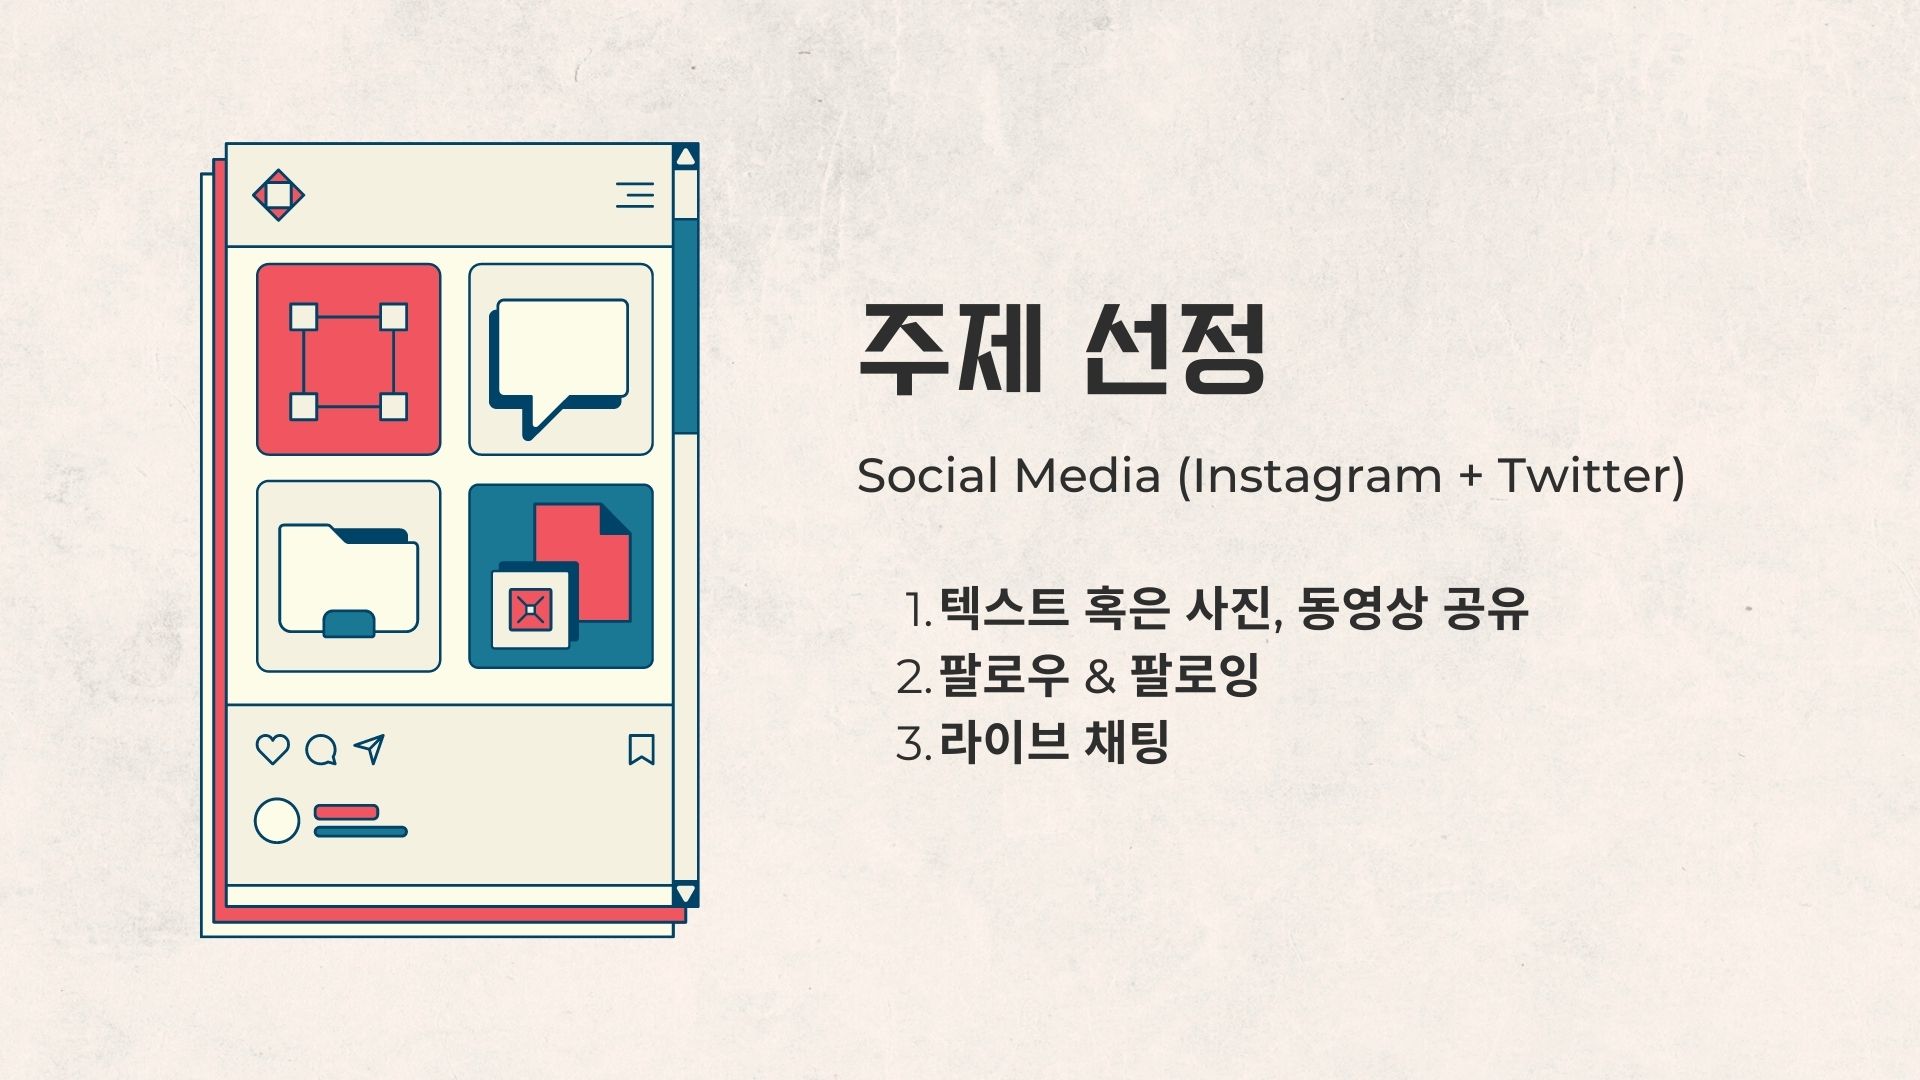 주제 선정
Social Media (Instagram + Twitter)
1. 텍스트 혹은 사진, 동영상 공유
2. 팔로우 & 팔로잉
3. 라이브 채팅